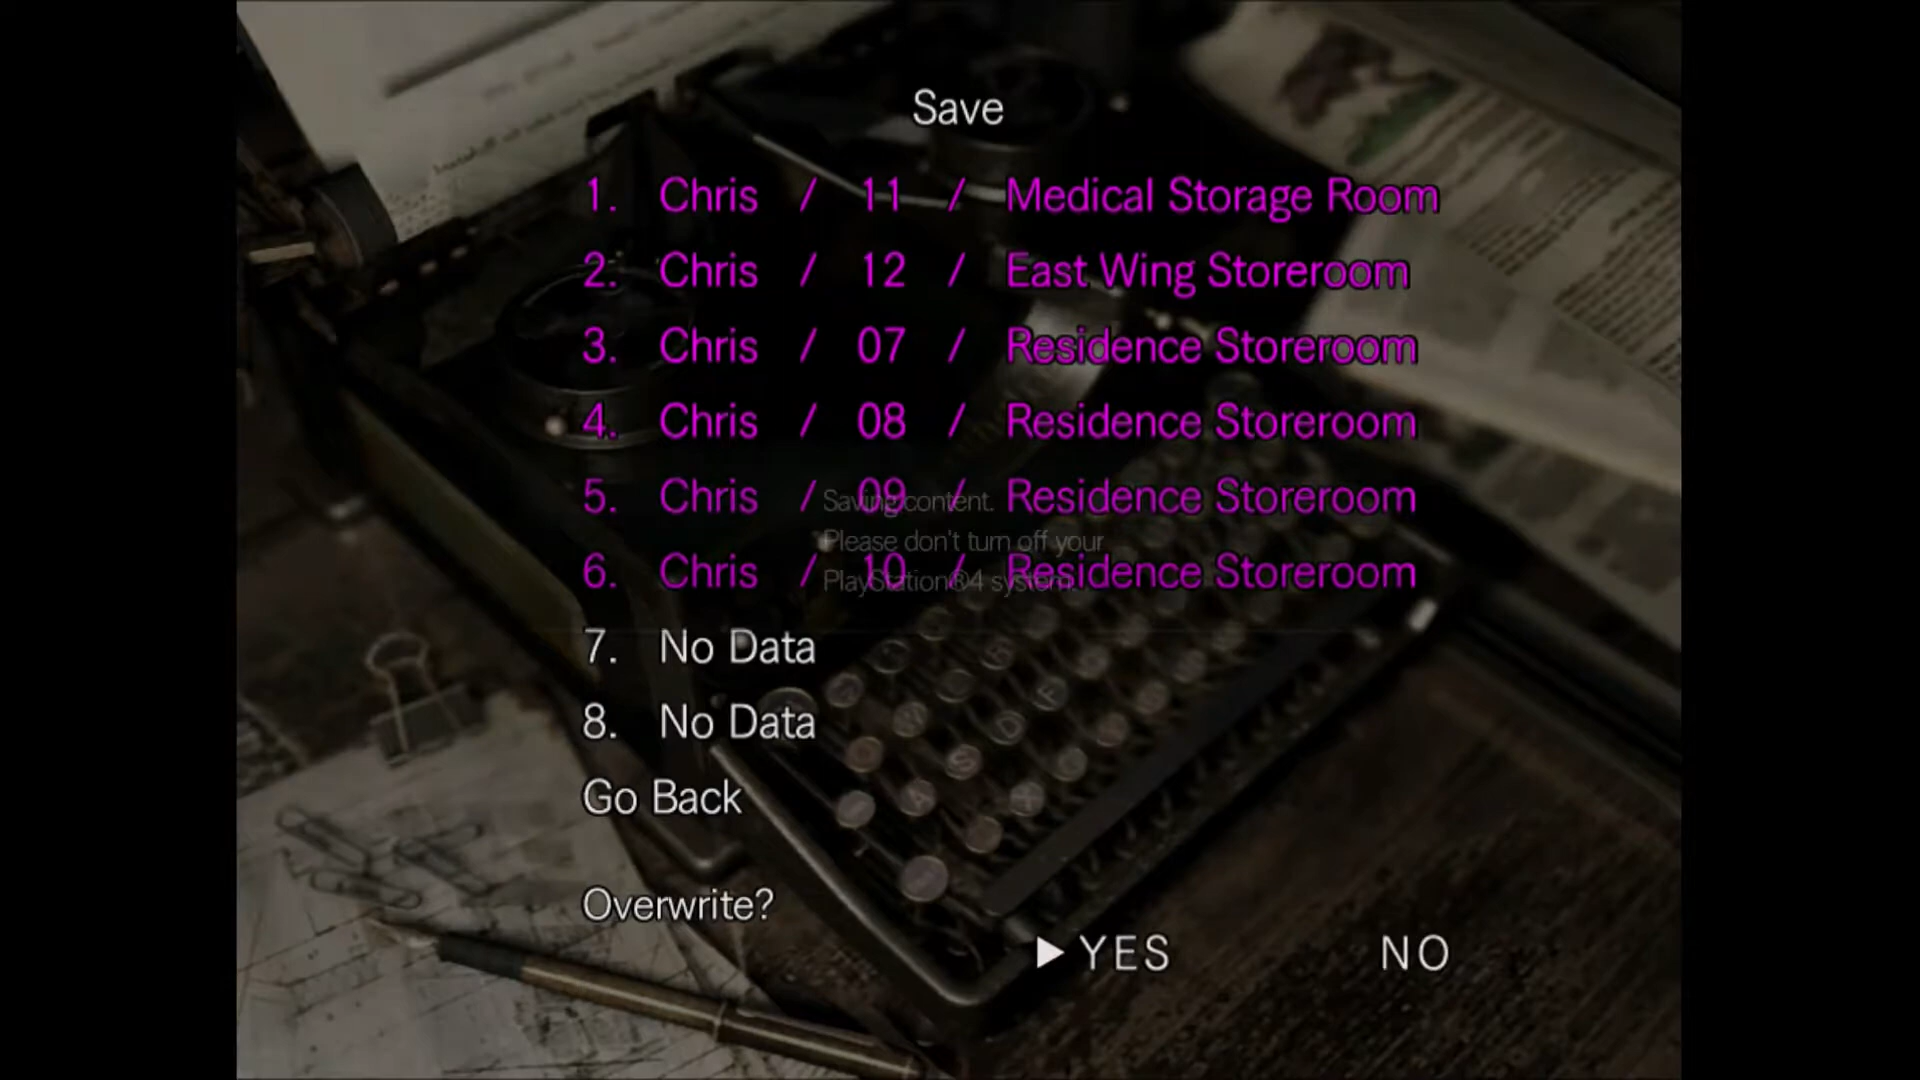 Save
1. Chris / 11 / Medical Storage Room
2. Chris / 12 / East Wing Storeroom
3. Chris / 07 / Residence Storeroom
4. Chris / 08 / Residence Storeroom
5. Chris / 09 / Residence Storeroom
Saving content.
Please don't turn off your
6. Chris / 10 / Residence Storeroom
PlayStation®4 system.
7. No Data
8. No Data
Go Back
Overwrite?
YES NO